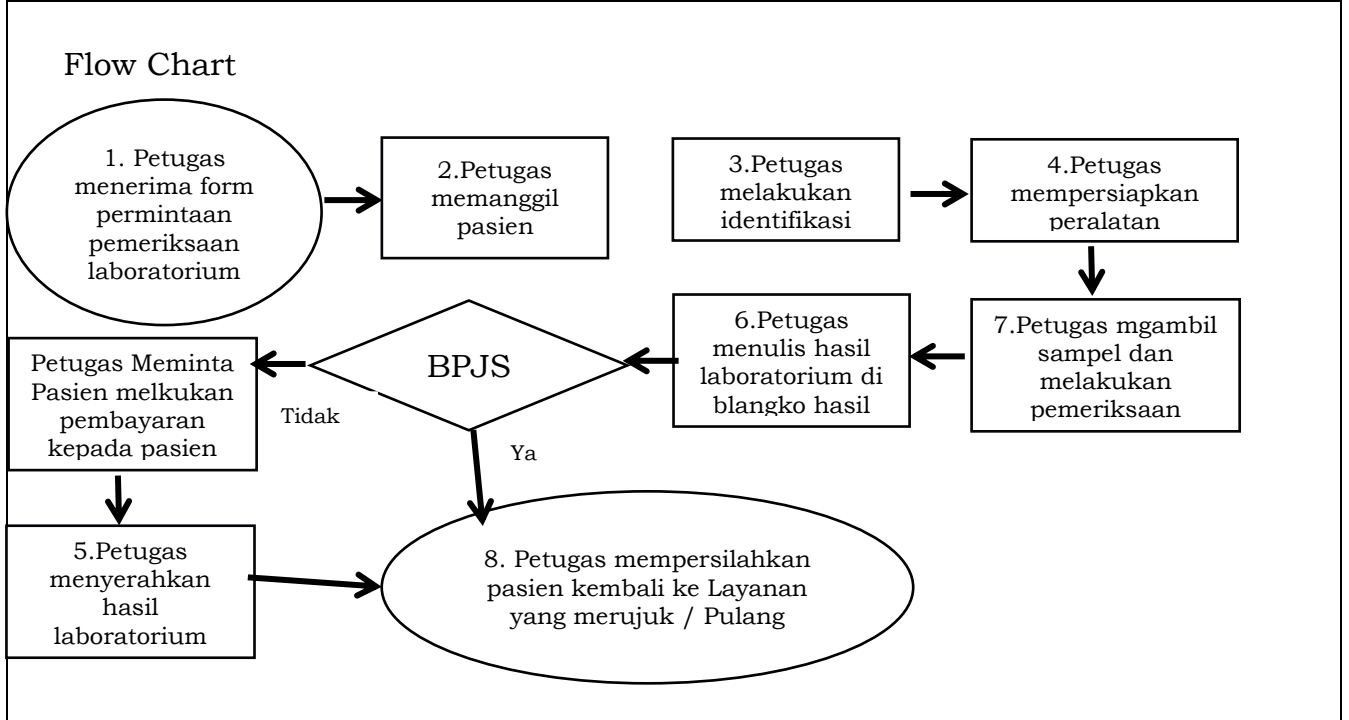 Flow Chart
1. Petugas
menerima form
permintaan
pemeriksaan
laboratorium
2.Petugas
memanggil
pasien
3.Petugas
melakukan
identifikasi
4.Petugas
mempersiapkan
peralatan
7.Petugas mgambil
sampel dan
melakukan
pemeriksaan
6.Petugas
menulis hasil
laboratorium di
blangko hasil
BPJS
Tidak
Ya
Petugas Meminta
Pasien melkukan
pembayaran
kepada pasien
5.Petugas
menyerahkan
hasil
laboratorium
8. Petugas mempersilahkan
pasien kembali ke Layanan
yang merujuk / Pulang